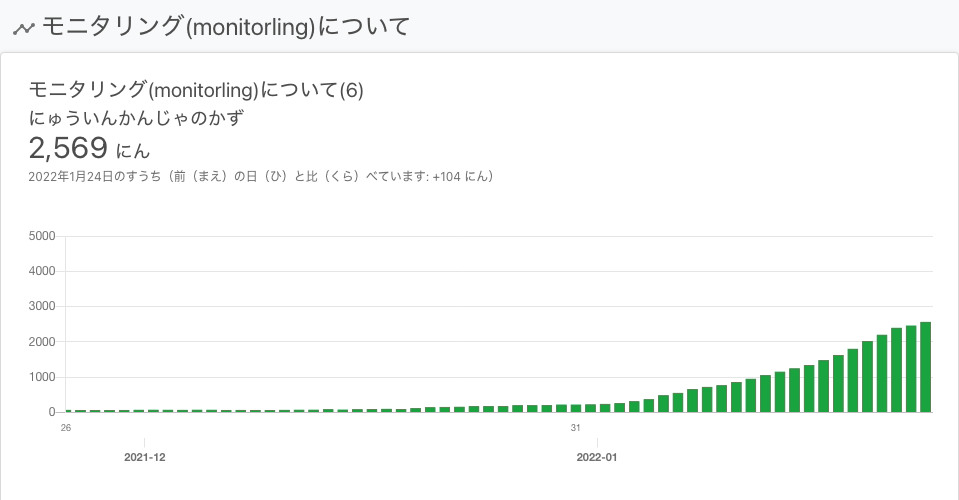 モニタリング(monitorling)について
モニタリング(monitorling)について(6)
にゅういんかんじゃのかず
2,569 にん
2022年1月24日のすうち（前（まえ）の日（ひ）と比（くら）べています: +104 にん）
5000
4000
3000
2000
1000
0
26
31
2021-12
2022-01